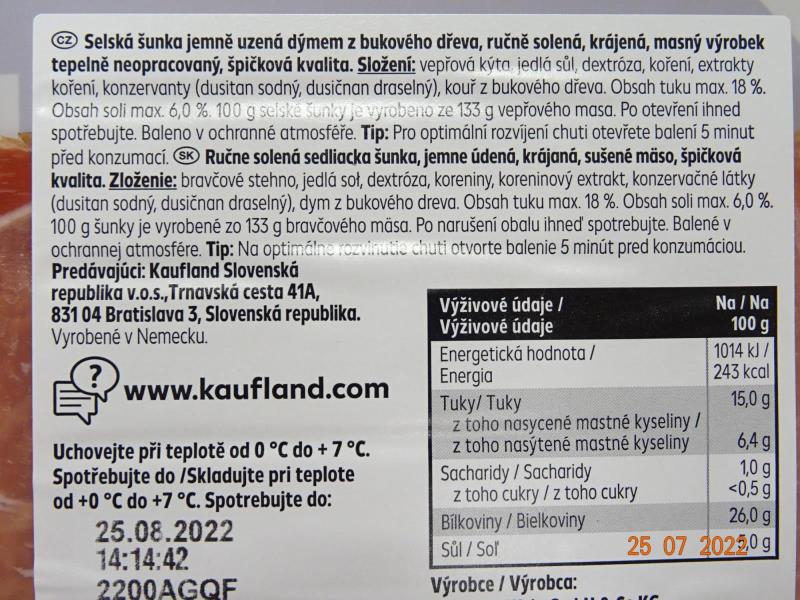 CZ Selská šunka jemně uzená dýmem z bukového dřeva, ručně solená, krájená, masný výrobek
tepelně neopracovaný, špičková kvalita. Složení: vepřová kýta, jedlá sůl, dextróza, koření, extrakty
koření, konzervanty (dusitan sodný, dusičnan draselný), kouř z bukového dřeva. Obsah tuku max. 18 %.
Obsah soli max. 6,0 %. 100 g selské šunky je vyrobeno ze 133 g vepřového masa. Po otevření ihned
spotřebujte. Baleno v ochranné atmosféře. Tip: Pro optimální rozvíjení chuti otevřete balení 5 minut
před konzumací. SK Ručne solená sedliacka šunka, jemne údená, krájaná, sušené mäso, špičková
kvalita. Zloženie: bravčové stehno, jedlá soľ, dextróza, koreniny, koreninový extrakt, konzervačné látky
(dusitan sodný, dusičnan draselný), dym z bukového dreva. Obsah tuku max. 18 %. Obsah soli max. 6,0 %.
100 g šunky je vyrobené zo 133 g bravčového mäsa. Po narušení obalu ihneď spotrebujte. Balené v
ochrannej atmosfére. Tip: Na optimálne rozvinutie chuti otvorte balenie 5 minút pred konzumáciou.
Predávajúci: Kaufland Slovenská
republika v.o.s.,Trnavská cesta 41A,
831 04 Bratislava 3, Slovenská republika.
Vyrobené v Nemecku.
? www.kaufland.com
Uchovejte při teplotě od 0 °C do + 7 °C.
Spotřebujte do /Skladujte pri teplote
od +0 °C do +7 °C. Spotrebujte do:
25.08.2022
14:14:42
2200AGQF
Výživové údaje / Na / Na
Výživové údaje 100 g
Energetická hodnota / 1014 kJ /
Energia 243 kcal
Tuky/ Tuky 15,0 g
z toho nasycené mastné kyseliny /
z toho nasýtené mastné kyseliny 6,4 g
Sacharidy / Sacharidy 1,0 g
z toho cukry / z toho cukry <0,5 g
Bílkoviny / Bielkoviny 26,0 g
Sůl / Soľ 5,0 g
25 07 2022
Výrobce / Výrobca: